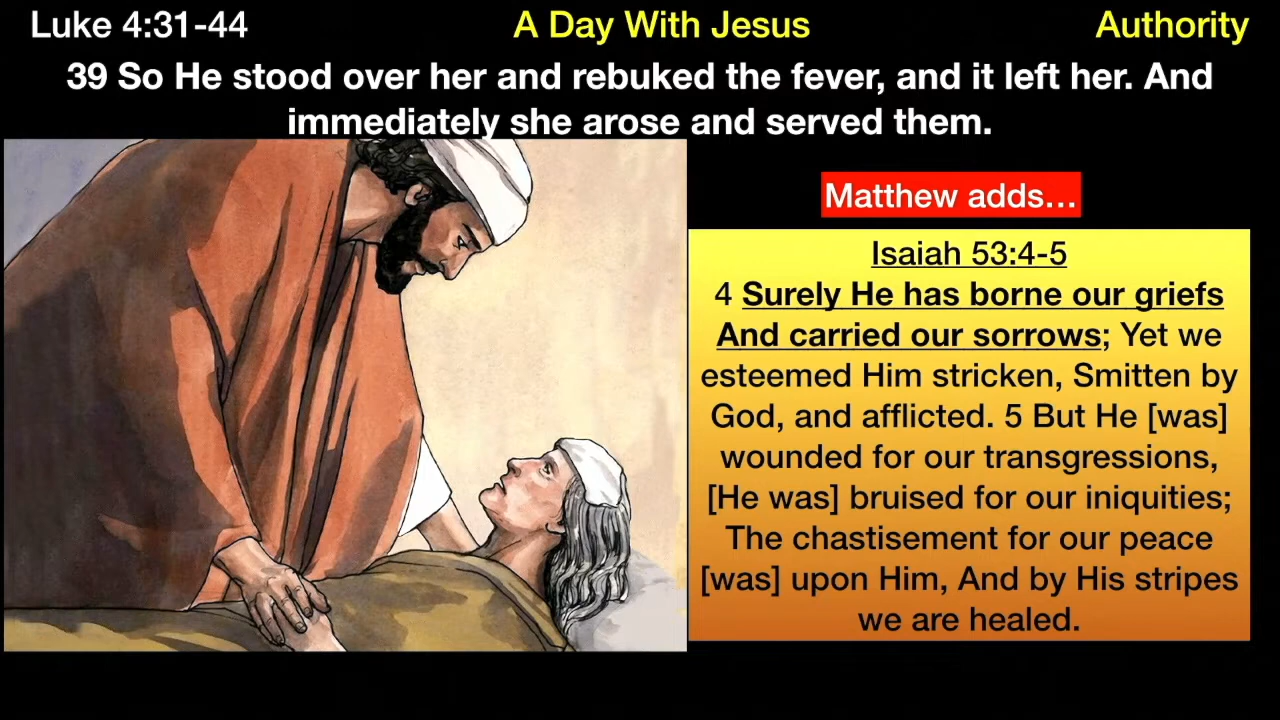 Luke 4:31-44
A Day With Jesus
Authority
39 So He stood over her and rebuked the fever, and it left her. And
immediately she arose and served them.
Matthew adds…
Isaiah 53:4-5
4 Surely He has borne our griefs
And carried our sorrows; Yet we
esteemed Him stricken, Smitten by
God, and afflicted. 5 But He [was]
wounded for our transgressions,
[He was] bruised for our iniquities;
The chastisement for our peace
[was] upon Him, And by His stripes
we are healed.